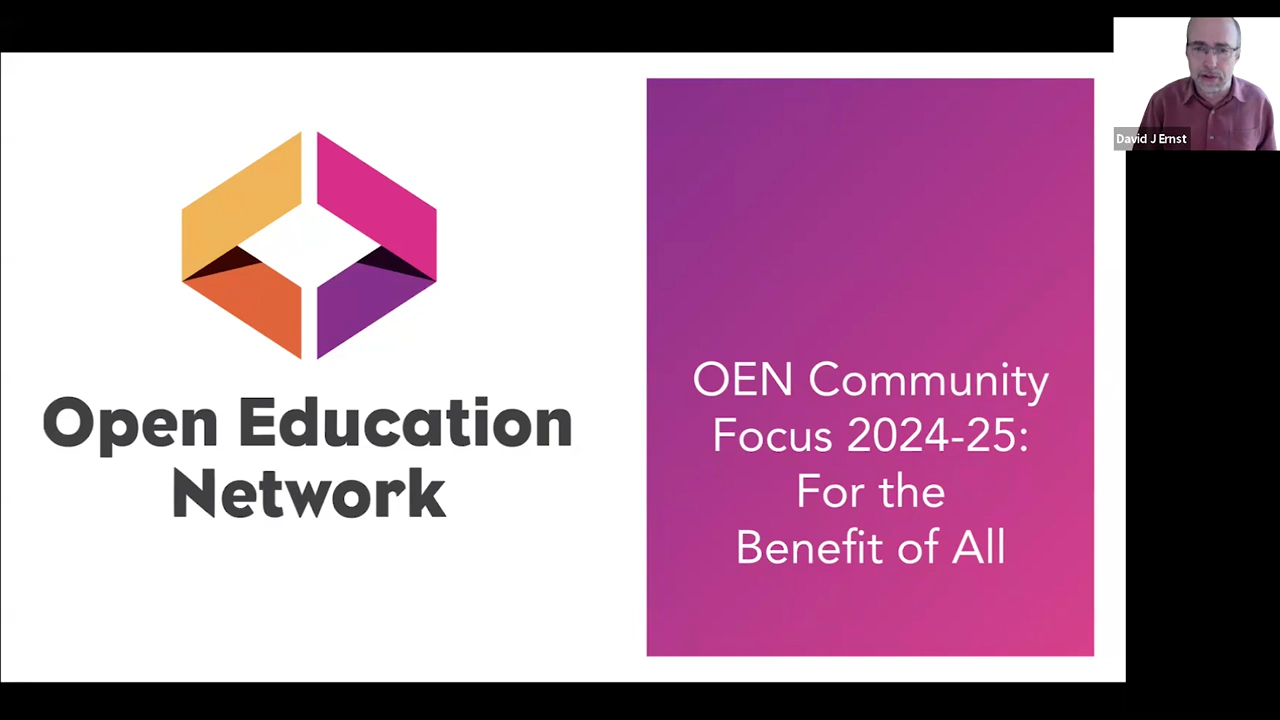 Open Education
Network
OEN Community
Focus 2024-25:
For the
Benefit of All
David J Ernst